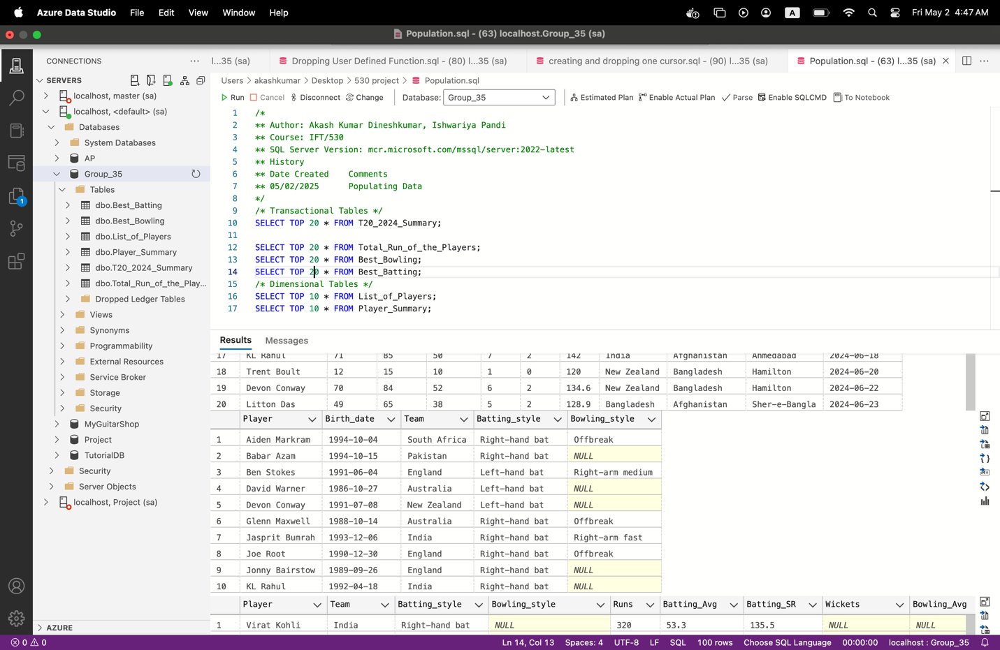 Azure Data Studio File Edit View Window Help A Fri May 2 4:47 AM
Population.sql - (63) localhost.Group_35 (sa)
CONNECTIONS
l...35 (sa) Dropping User Defined Function.sql - (80) l...35 (sa) creating and dropping one cursor.sql - (90) l...35 (sa) Population.sql - (63) l...35 (sa)
SERVERS
localhost, master (sa)
localhost, <default> (sa)
Databases
System Databases
AP
Group_35
Tables
dbo.Best_Batting
dbo.Best_Bowling
dbo.List_of_Players
dbo.Player_Summary
dbo.T20_2024_Summary
dbo.Total_Run_of_the_Play...
Dropped Ledger Tables
Views
Synonyms
Programmability
External Resources
Service Broker
Storage
Security
MyGuitarShop
Project
TutorialDB
Security
Server Objects
localhost, Project (sa)
AZURE
1
Users > akashkumar > Desktop > 530 project > Population.sql
Run Cancel Disconnect Change Database: Group_35 Estimated Plan Enable Actual Plan Parse Enable SQLCMD To Notebook
1 /*
2 ** Author: Akash Kumar Dineshkumar, Ishwariya Pandi
3 ** Course: IFT/530
4 ** SQL Server Version: mcr.microsoft.com/mssql/server:2022-latest
5 ** History
6 ** Date Created Comments
7 ** 05/02/2025 Populating Data
8 */
9 /* Transactional Tables */
10 SELECT TOP 20 * FROM T20_2024_Summary;
11
12 SELECT TOP 20 * FROM Total_Run_of_the_Players;
13 SELECT TOP 20 * FROM Best_Bowling;
14 SELECT TOP 20 * FROM Best_Batting;
15 /* Dimensional Tables */
16 SELECT TOP 10 * FROM List_of_Players;
17 SELECT TOP 10 * FROM Player_Summary;
Results Messages
17 KL Rahul 71 85 50 7 2 142 India Afghanistan Ahmedabad 2024-06-18
18 Trent Boult 12 15 10 1 0 120 New Zealand Bangladesh Hamilton 2024-06-20
19 Devon Conway 70 84 52 6 2 134.6 New Zealand Bangladesh Hamilton 2024-06-22
20 Litton Das 49 65 38 5 2 128.9 Bangladesh Afghanistan Sher-e-Bangla 2024-06-23
Player Birth_date Team Batting_style Bowling_style
1 Aiden Markram 1994-10-04 South Africa Right-hand bat Offbreak
2 Babar Azam 1994-10-15 Pakistan Right-hand bat NULL
3 Ben Stokes 1991-06-04 England Left-hand bat Right-arm medium
4 David Warner 1986-10-27 Australia Left-hand bat NULL
5 Devon Conway 1991-07-08 New Zealand Left-hand bat NULL
6 Glenn Maxwell 1988-10-14 Australia Right-hand bat Offbreak
7 Jasprit Bumrah 1993-12-06 India Right-hand bat Right-arm fast
8 Joe Root 1990-12-30 England Right-hand bat Offbreak
9 Jonny Bairstow 1989-09-26 England Right-hand bat NULL
10 KL Rahul 1992-04-18 India Right-hand bat NULL
Player Team Batting_style Bowling_style Runs Batting_Avg Batting_SR Wickets Bowling_Avg
1 Virat Kohli India Right-hand bat NULL 320 53.3 135.5 NULL NULL
0 0 Ln 14, Col 13 Spaces: 4 UTF-8 LF SQL 100 rows Choose SQL Language 00:00:00 localhost : Group_35